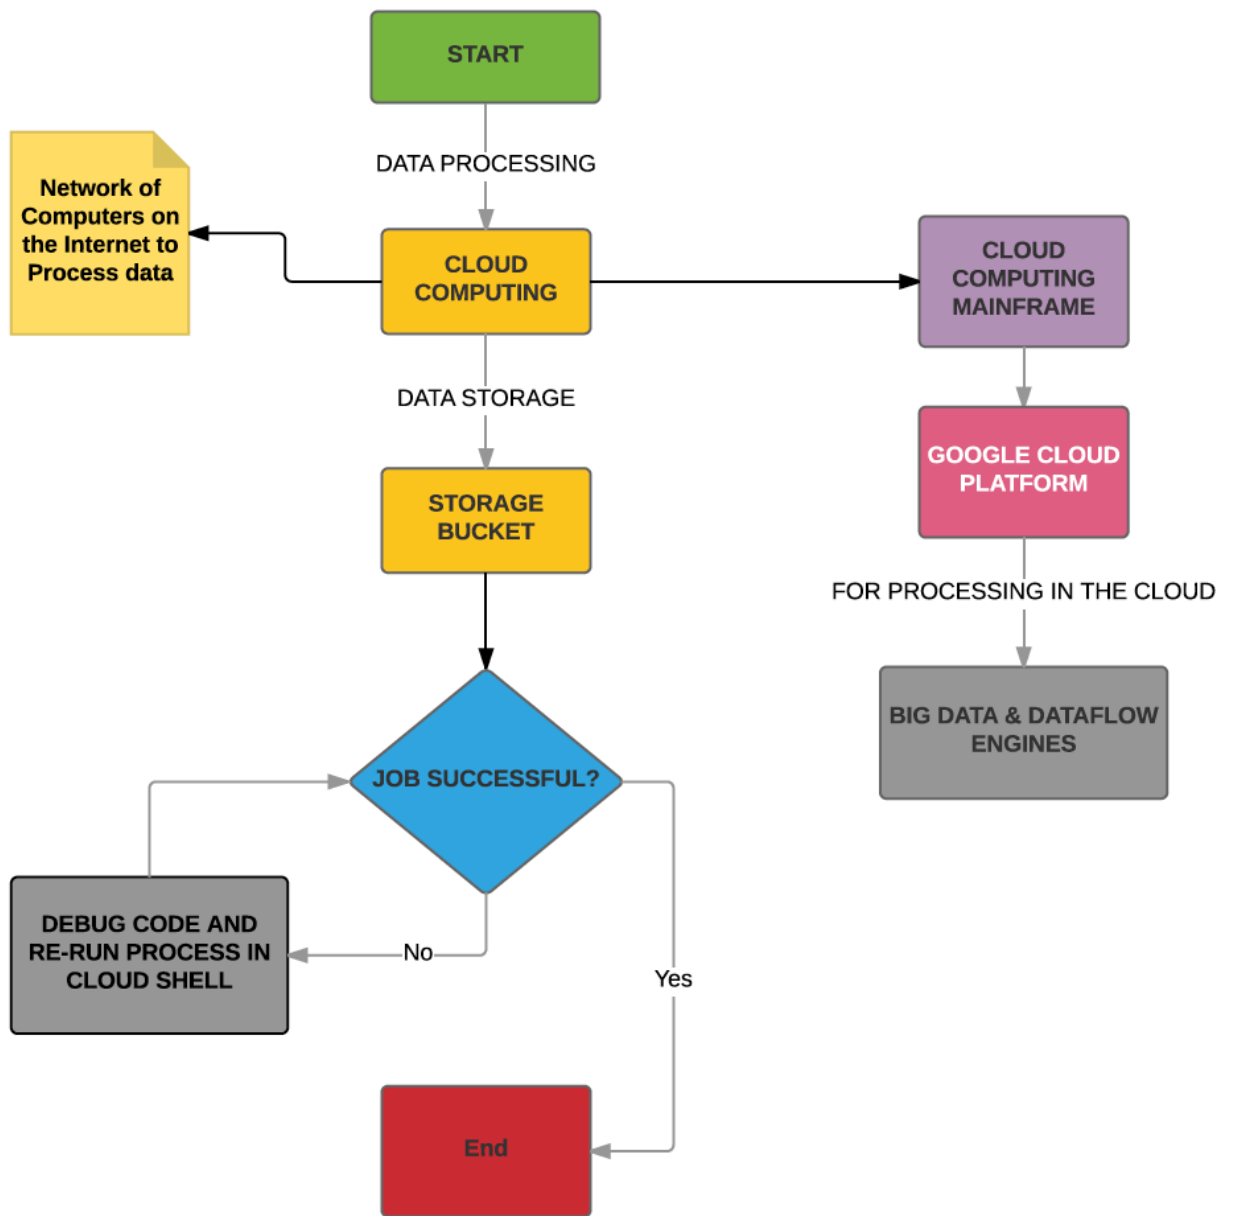 START
DATA PROCESSING
Network of
Computers on
the Internet to
Process data
CLOUD
COMPUTING
CLOUD
COMPUTING
MAINFRAME
DATA STORAGE
GOOGLE CLOUD
PLATFORM
STORAGE
BUCKET
FOR PROCESSING IN THE CLOUD
BIG DATA & DATAFLOW
ENGINES
JOB SUCCESSFUL?
DEBUG CODE AND
RE-RUN PROCESS IN
CLOUD SHELL
No
Yes
End